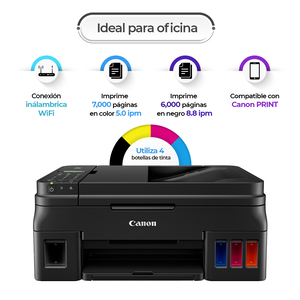 Ideal para oficina
Conexión
inalámbrica
WiFi
Imprime
7,000 páginas
en color 5.0 ipm
Imprime
6,000 páginas
en negro 8.8 ipm
Compatible con
Canon PRINT
Utiliza 4
botellas de tinta
Canon